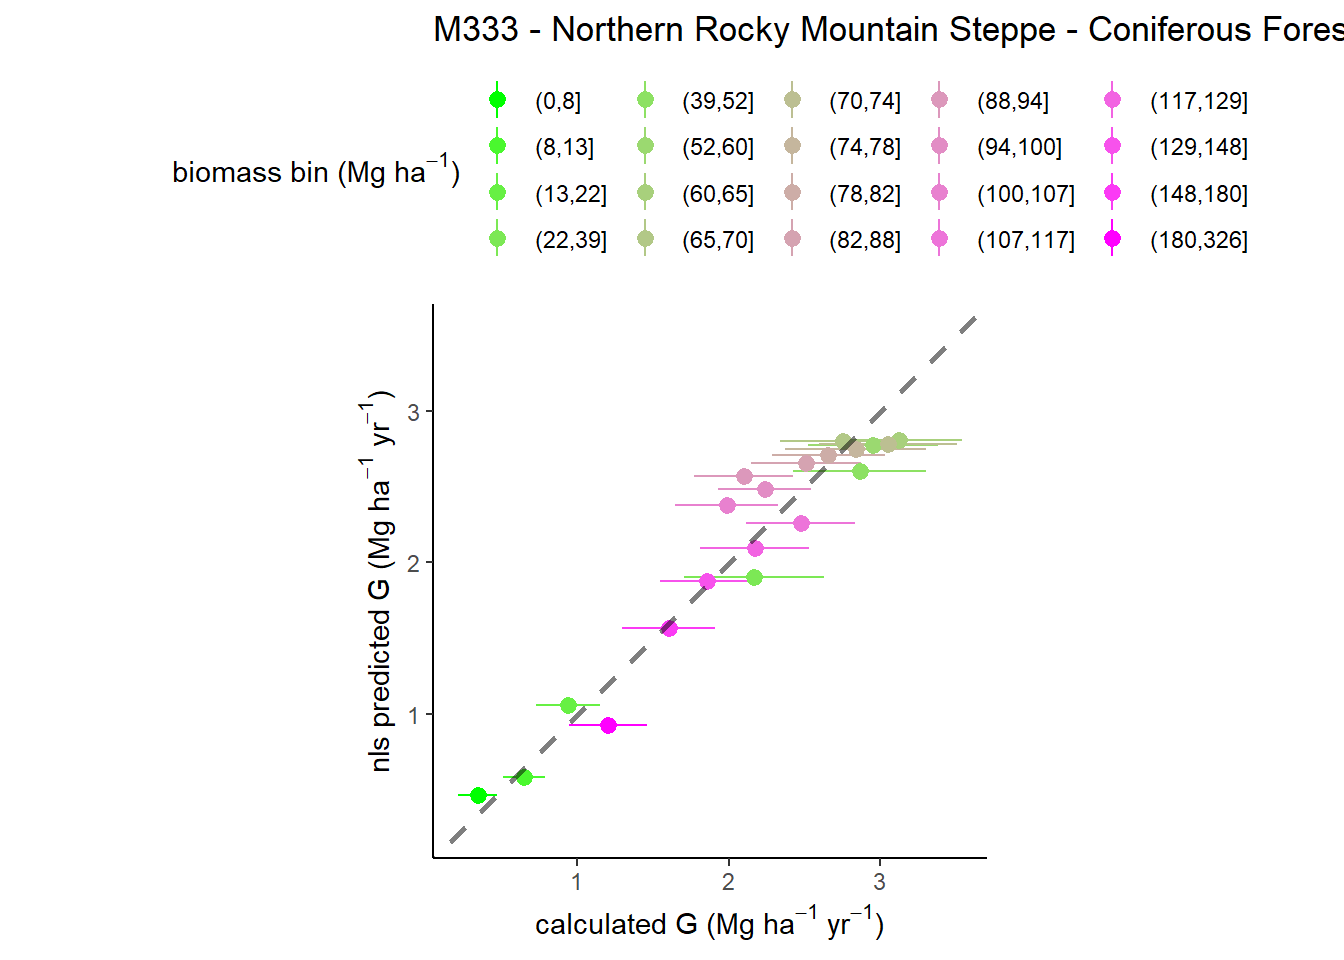 M333 - Northern Rocky Mountain Steppe - Coniferous Fores
biomass bin (Mg ha⁻¹)
(0,8] (39,52] (70,74] (88,94] (117,129]
(8,13] (52,60] (74,78] (94,100] (129,148]
(13,22] (60,65] (78,82] (100,107] (148,180]
(22,39] (65,70] (82,88] (107,117] (180,326]
nls predicted G (Mg ha⁻¹ yr⁻¹)
3
2
1
1 2 3
calculated G (Mg ha⁻¹ yr⁻¹)